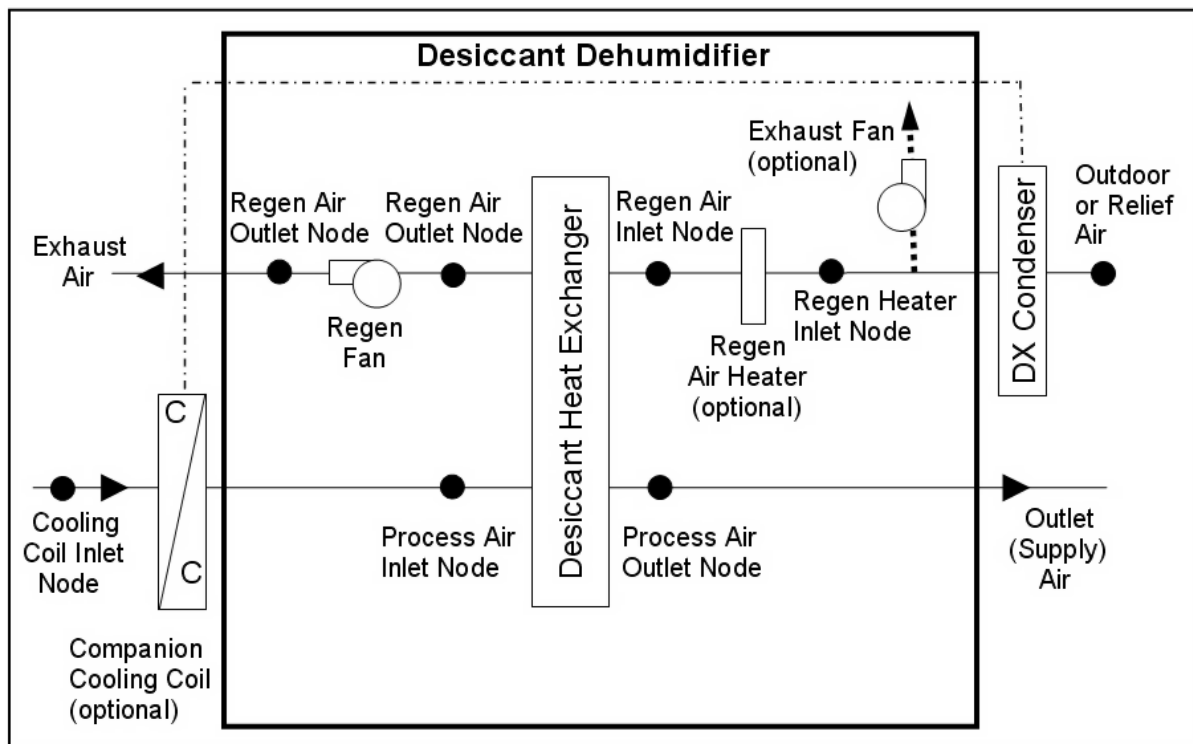 Desiccant Dehumidifier
Exhaust Fan
(optional)
Outdoor
or Relief
Air
Regen Air
Outlet Node
Regen Air
Outlet Node
Regen Air
Inlet Node
Exhaust
Air
Regen
Fan
Desiccant Heat Exchanger
Regen
Air Heater
(optional)
Regen Heater
Inlet Node
DX Condenser
C
C
Cooling
Coil Inlet
Node
Process Air
Inlet Node
Process Air
Outlet Node
Outlet
(Supply)
Air
Companion
Cooling Coil
(optional)